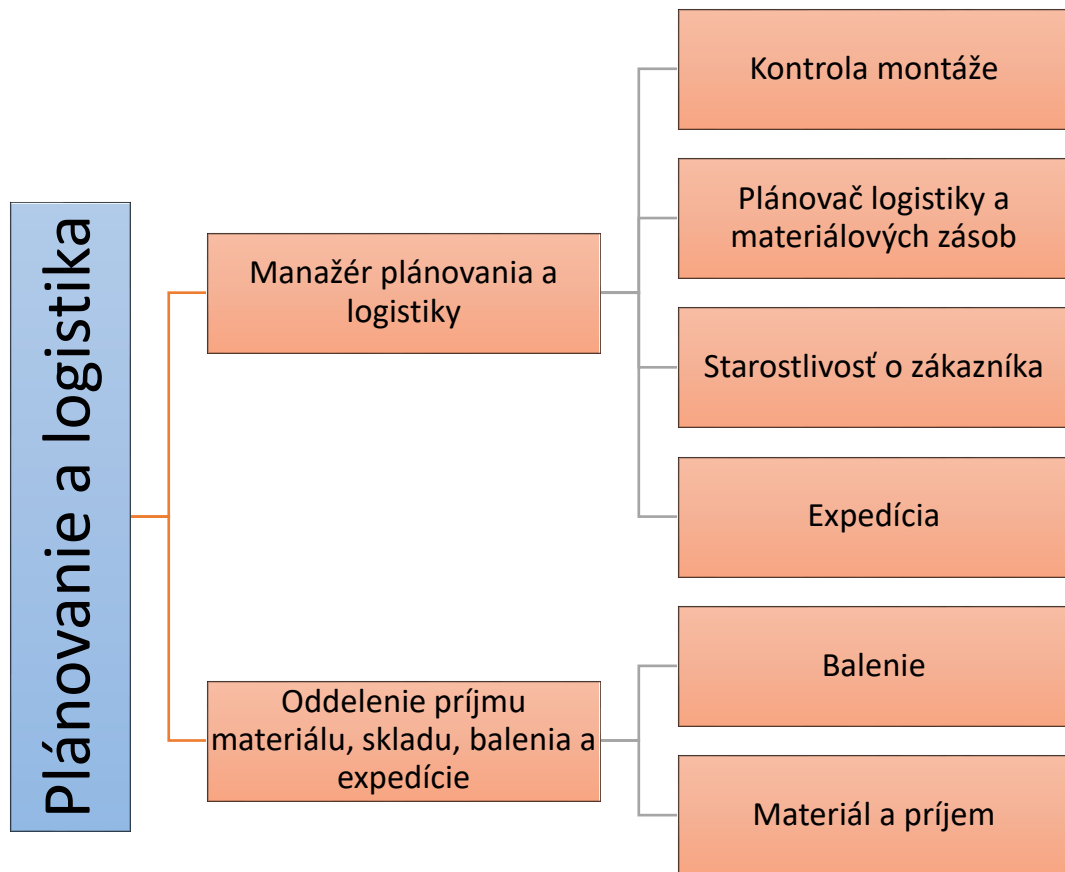 Plánovanie a logistika
Manažér plánovania a
logistiky
Kontrola montáže
Plánovač logistiky a
materiálových zásob
Starostlivosť o zákazníka
Expedícia
Oddelenie príjmu
materiálu, skladu, balenia a
expedície
Balenie
Materiál a príjem